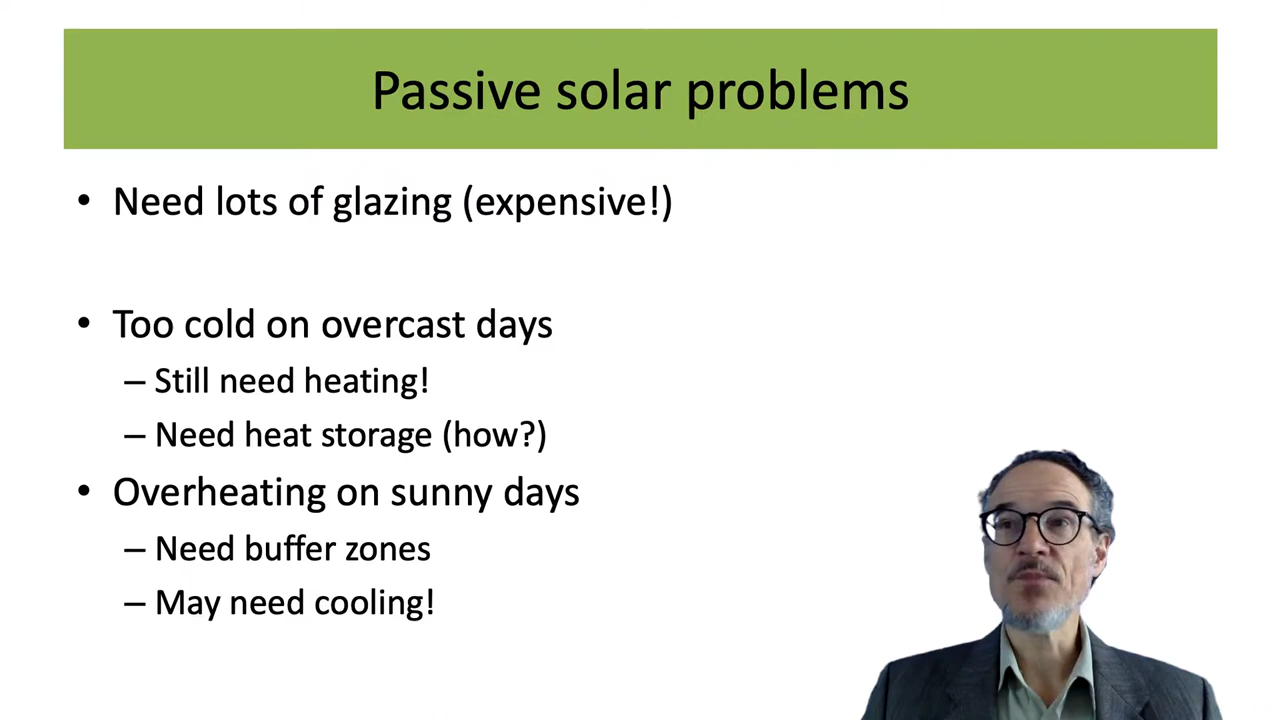 Passive solar problems
• Need lots of glazing (expensive!)
• Too cold on overcast days
– Still need heating!
– Need heat storage (how?)
• Overheating on sunny days
– Need buffer zones
– May need cooling!